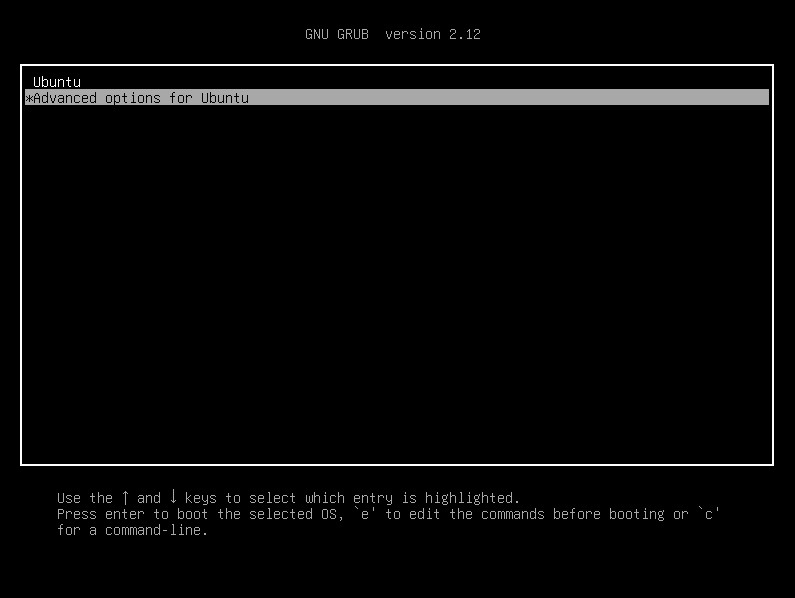 GNU GRUB  version 2.12
Ubuntu
*Advanced options for Ubuntu
Use the ↑ and ↓ keys to select which entry is highlighted.
Press enter to boot the selected OS, `e' to edit the commands before booting or `c'
for a command-line.